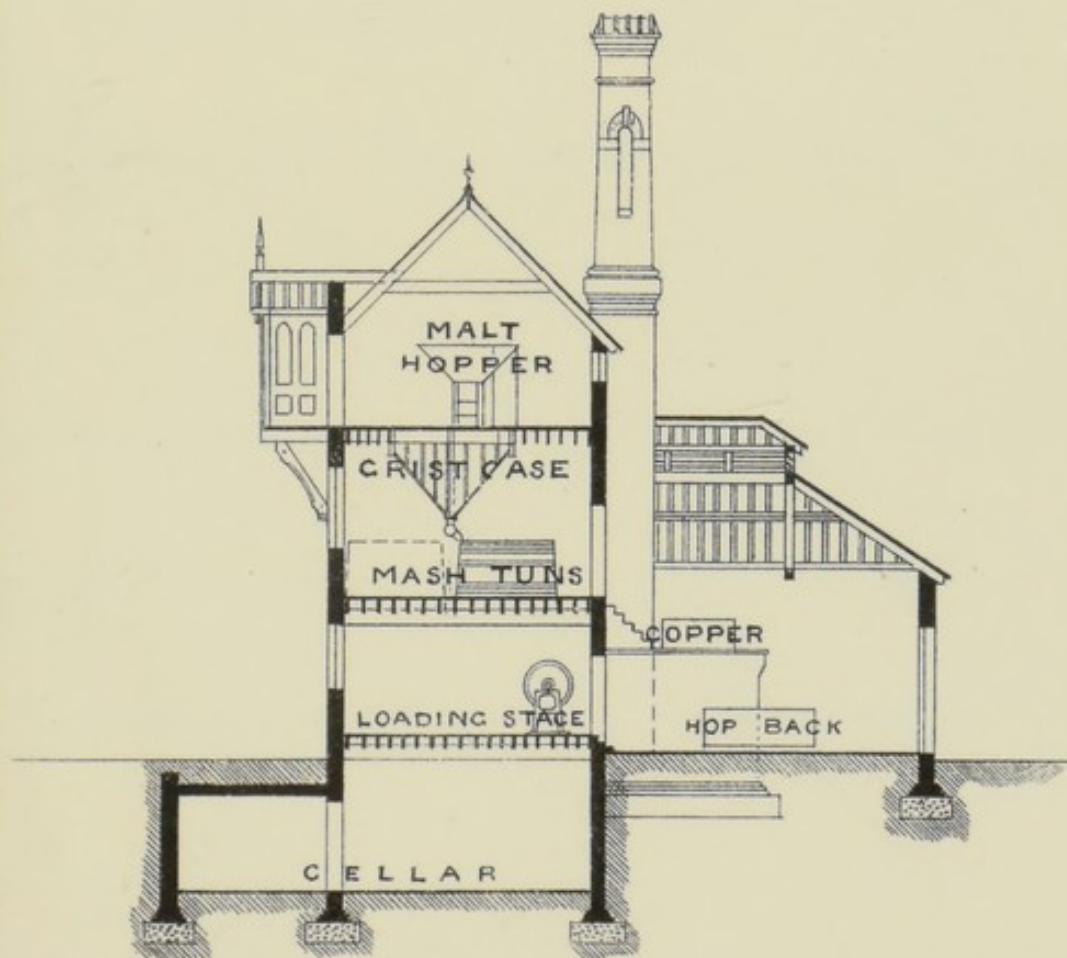 MALT
HOPPER
GRIST CASE
MASH TUNS
COPPER
LOADING STAGE
HOP BACK
CELLAR